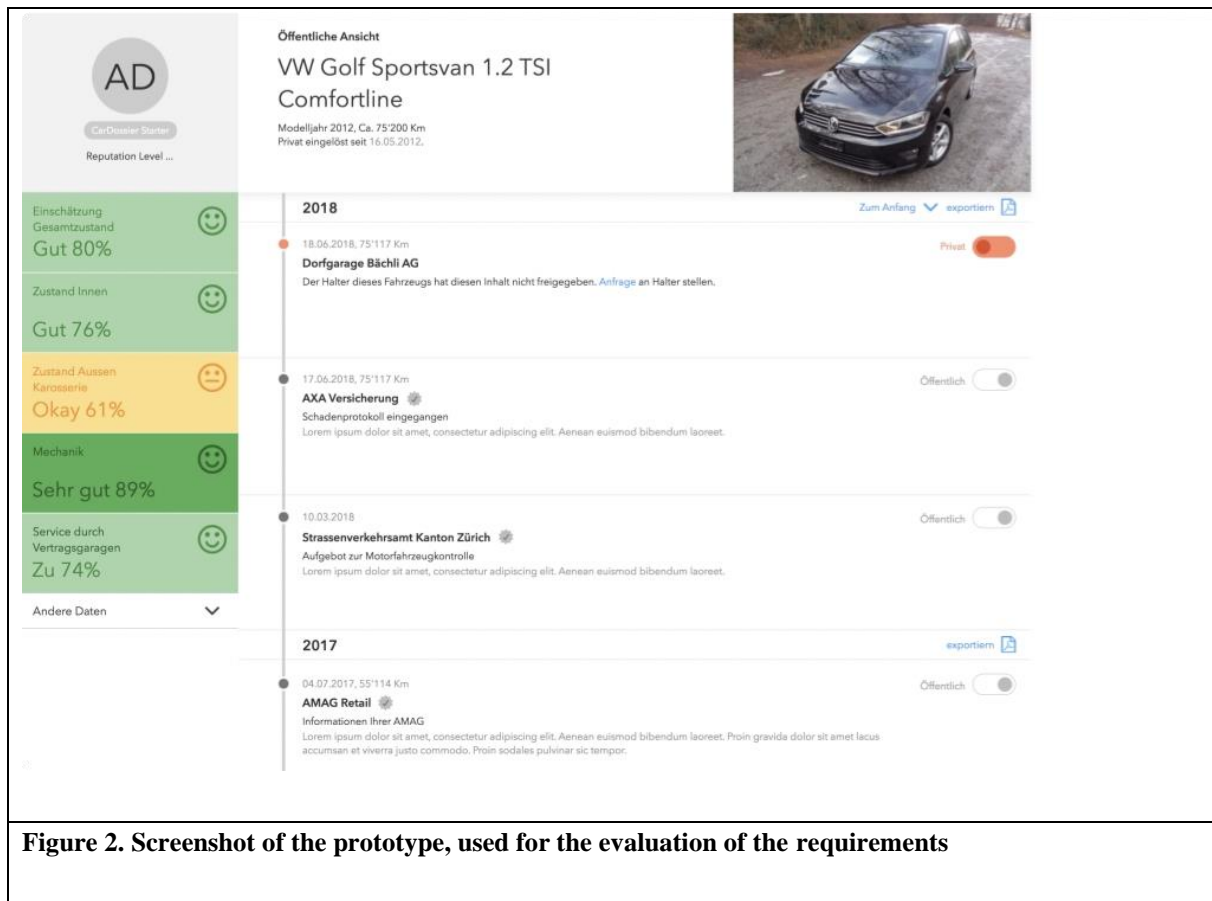 AD
CarDossier Starter
Reputation Level ...
Öffentliche Ansicht
VW Golf Sportsvan 1.2 TSI
Comfortline
Modelljahr 2012, Ca. 75'200 Km
Privat eingelöst seit 16.05.2012.
Einschätzung
Gesamtzustand
Gut 80%
Zustand Innen
Gut 76%
Zustand Aussen
Karosserie
Okay 61%
Mechanik
Sehr gut 89%
Service durch
Vertragsgaragen
Zu 74%
Andere Daten
2018
Zum Anfang exportiern
18.06.2018, 75'117 Km
Privat
Dorfgarage Bächli AG
Der Halter dieses Fahrzeugs hat diesen Inhalt nicht freigegeben. Anfrage an Halter stellen.
17.06.2018, 75'117 Km
Öffentlich
AXA Versicherung
Schadenprotokoll eingegangen
Lorem ipsum dolor sit amet, consectetur adipiscing elit. Aenean euismod bibendum laoreet.
10.03.2018
Öffentlich
Strassenverkehrsamt Kanton Zürich
Aufgebot zur Motorfahrzeugkontrolle
Lorem ipsum dolor sit amet, consectetur adipiscing elit. Aenean euismod bibendum laoreet.
2017
exportiern
04.07.2017, 55'114 Km
Öffentlich
AMAG Retail
Informationen Ihrer AMAG
Lorem ipsum dolor sit amet, consectetur adipiscing elit. Aenean euismod bibendum laoreet. Proin gravida dolor sit amet lacus
accumsan et viverra justo commodo. Proin sodales pulvinar sic tempor.
Figure 2. Screenshot of the prototype, used for the evaluation of the requirements